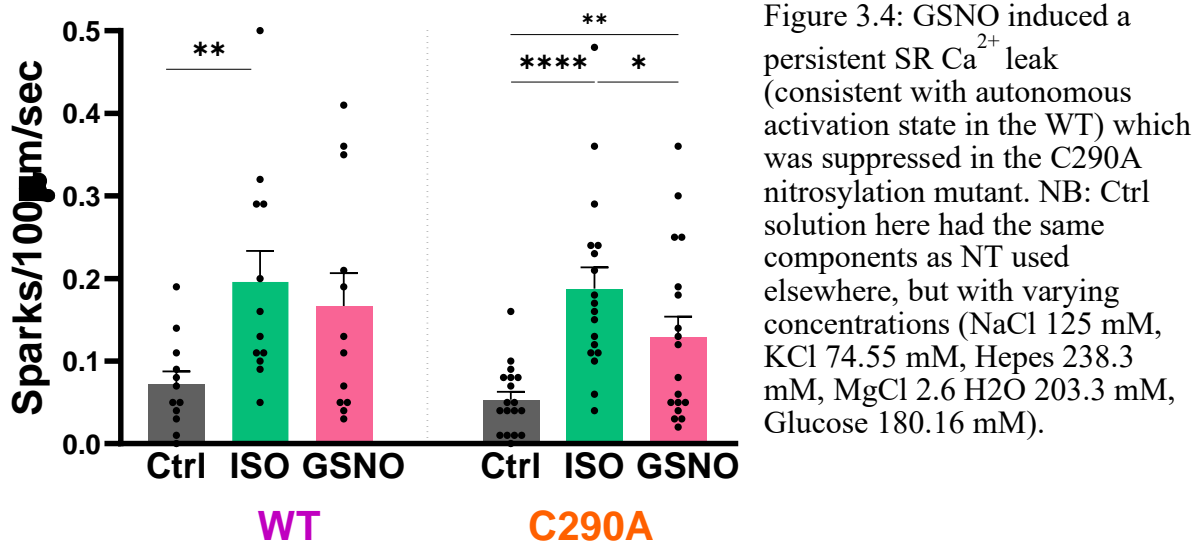 Sparks/100µm/sec
0.5
0.4
0.3
0.2
0.1
0.0
**
**
****
*
Ctrl ISO GSNO
Ctrl ISO GSNO
WT
C290A
Figure 3.4: GSNO induced a
persistent SR Ca2+ leak
(consistent with autonomous
activation state in the WT) which
was suppressed in the C290A
nitrosylation mutant. NB: Ctrl
solution here had the same
components as NT used
elsewhere, but with varying
concentrations (NaCl 125 mM,
KCl 74.55 mM, Hepes 238.3
mM, MgCl 2.6 H2O 203.3 mM,
Glucose 180.16 mM).